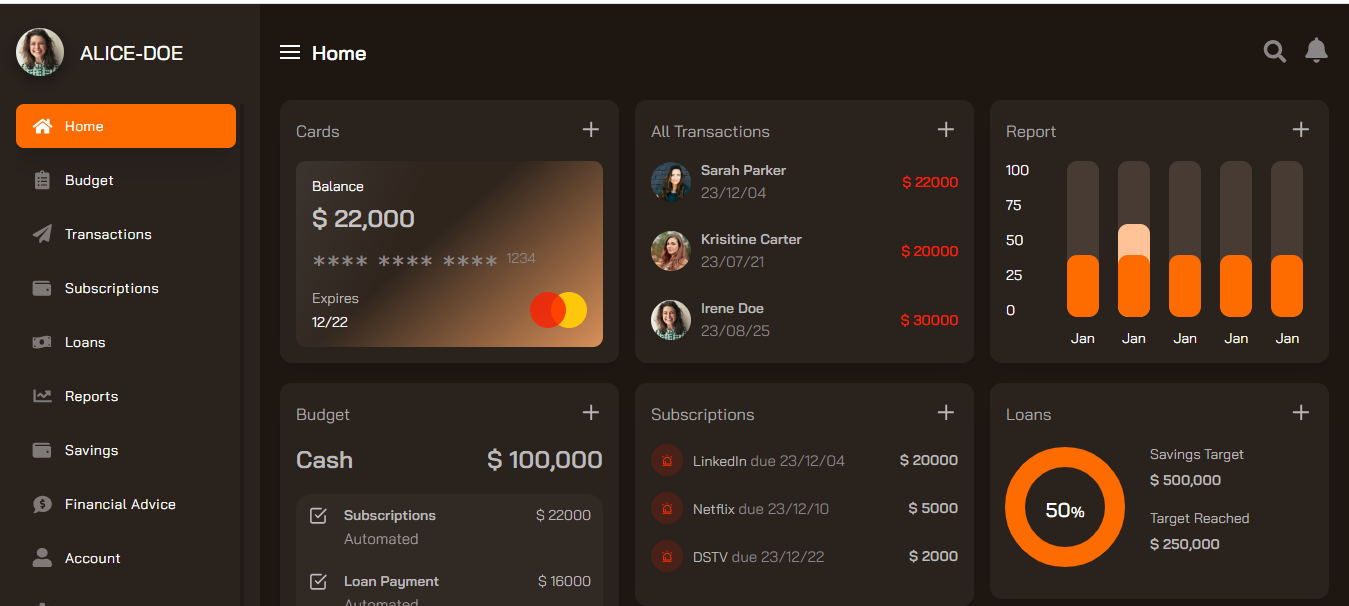 ALICE-DOE
Home
Budget
Transactions
Subscriptions
Loans
Reports
Savings
Financial Advice
Account
Home
Cards
Balance
$ 22,000
**** **** **** 1234
Expires
12/22
All Transactions
Sarah Parker
23/12/04
$ 22000
Krisitine Carter
23/07/21
$ 20000
Irene Doe
23/08/25
$ 30000
Report
100
75
50
25
0
Jan Jan Jan Jan Jan
Budget
Cash $ 100,000
Subscriptions $ 22000
Automated
Loan Payment $ 16000
Automated
Subscriptions
LinkedIn due 23/12/04 $ 20000
Netflix due 23/12/10 $ 5000
DSTV due 23/12/22 $ 2000
Loans
50%
Savings Target
$ 500,000
Target Reached
$ 250,000